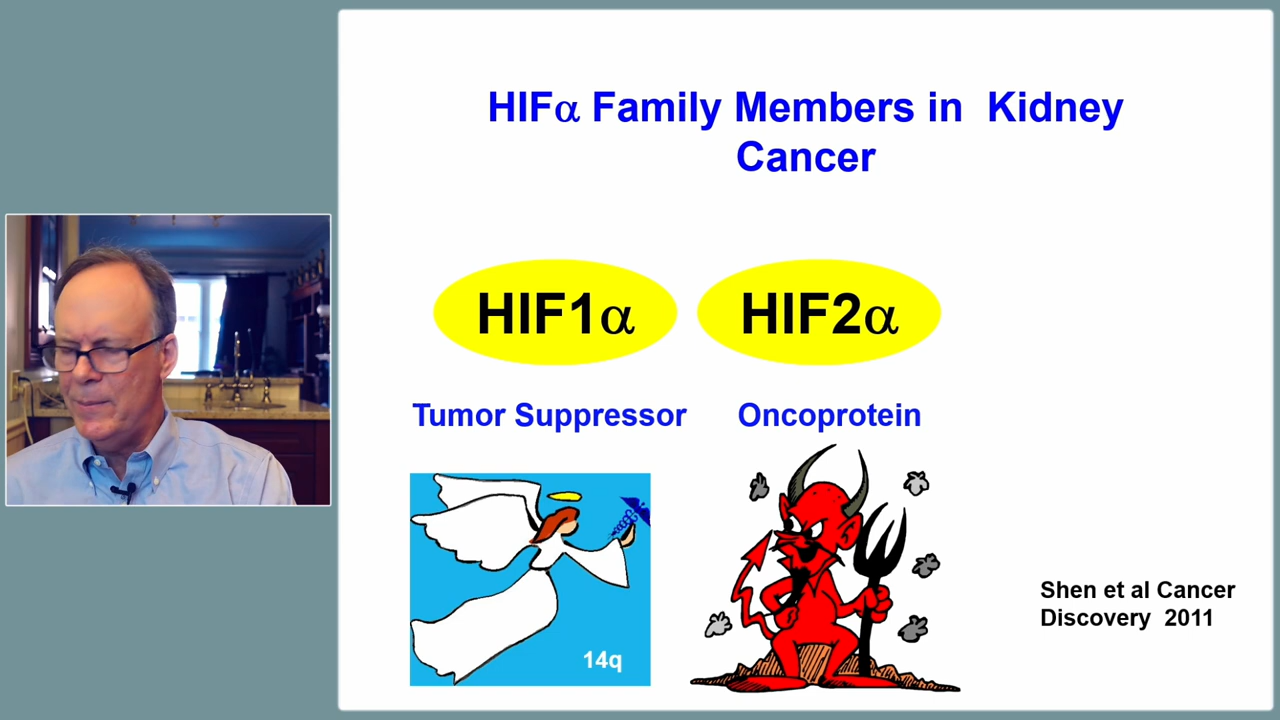 HIFα Family Members in  Kidney
Cancer
HIF1α
HIF2α
Tumor Suppressor
Oncoprotein
14q
Shen et al Cancer
Discovery  2011